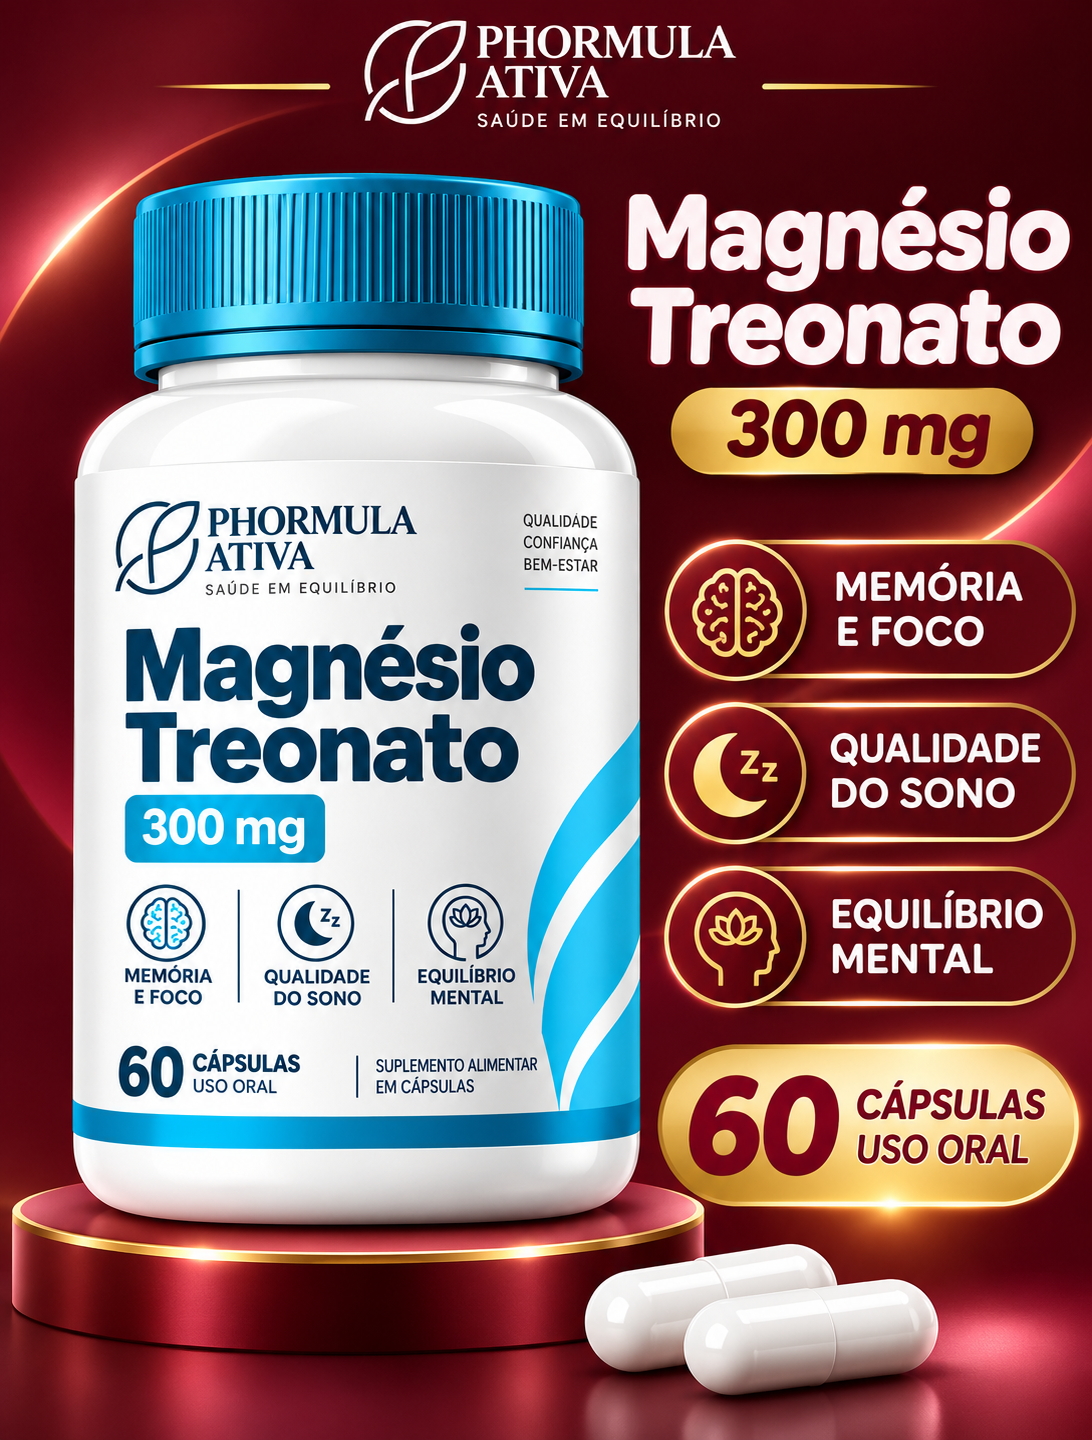 PHORMULA
ATIVA
SAÚDE EM EQUILÍBRIO
Magnésio
Treonato
300 mg
MEMÓRIA
E FOCO
QUALIDADE
DO SONO
EQUILÍBRIO
MENTAL
60 CÁPSULAS
USO ORAL
PHORMULA
ATIVA
SAÚDE EM EQUILÍBRIO
QUALIDADE
CONFIANÇA
BEM-ESTAR
Magnésio
Treonato
300 mg
MEMÓRIA
E FOCO
ZZ
QUALIDADE
DO SONO
EQUILÍBRIO
MENTAL
60 CÁPSULAS
USO ORAL
SUPLEMENTO ALIMENTAR
EM CÁPSULAS